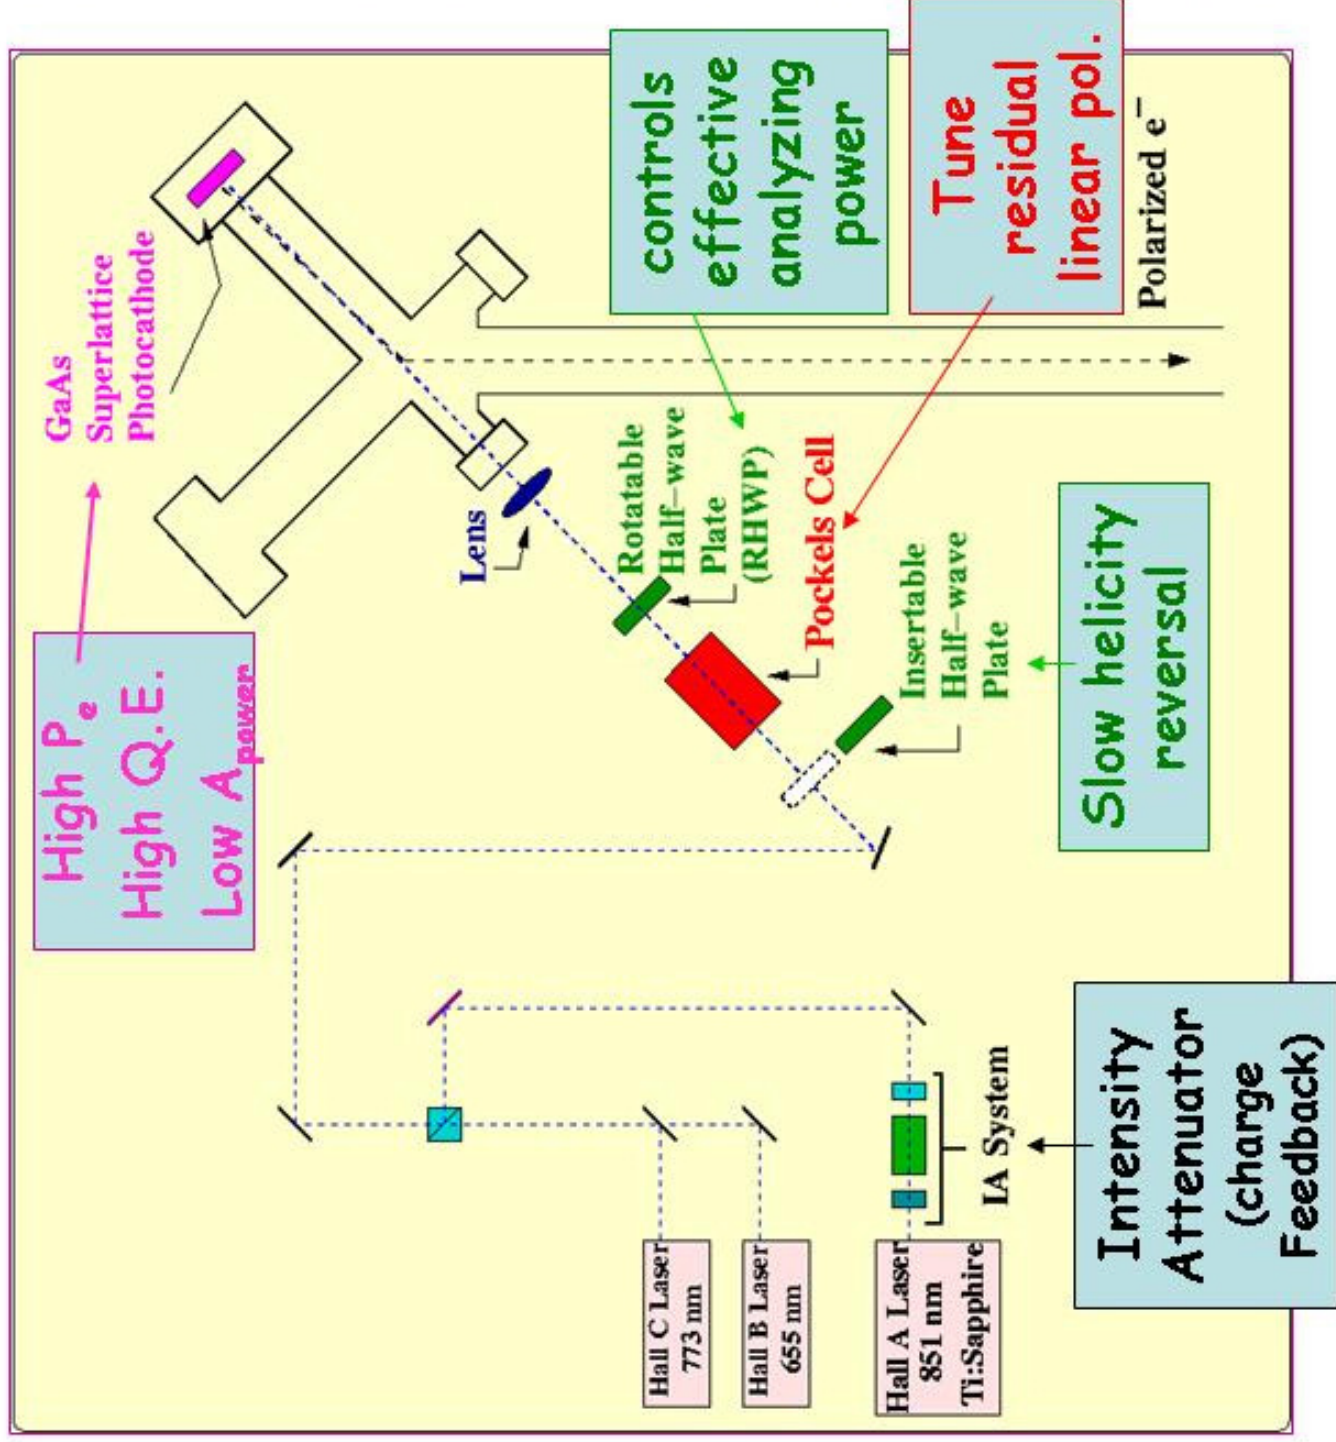 High Pe
High Q.E.
Low Apower
GaAs
Superlattice
Photocathode
Lens
Rotatable
Half−wave
Plate
(RHWP)
controls
effective
analyzing
power
Pockels Cell
Tune
residual
linear pol.
Polarized e−
Insertable
Half−wave
Plate
Slow helicity
reversal
Hall C Laser
773 nm
Hall B Laser
655 nm
Hall A Laser
851 nm
Ti:Sapphire
IA System
Intensity
Attenuator
(charge
Feedback)